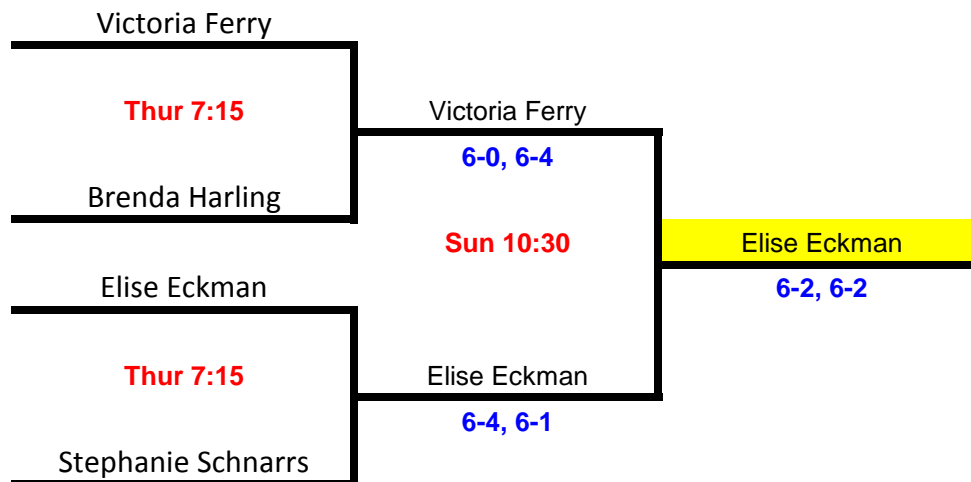 Victoria Ferry
Thur 7:15
Victoria Ferry
6-0, 6-4
Brenda Harling
Sun 10:30
Elise Eckman
6-2, 6-2
Elise Eckman
Thur 7:15
Elise Eckman
6-4, 6-1
Stephanie Schnarrs